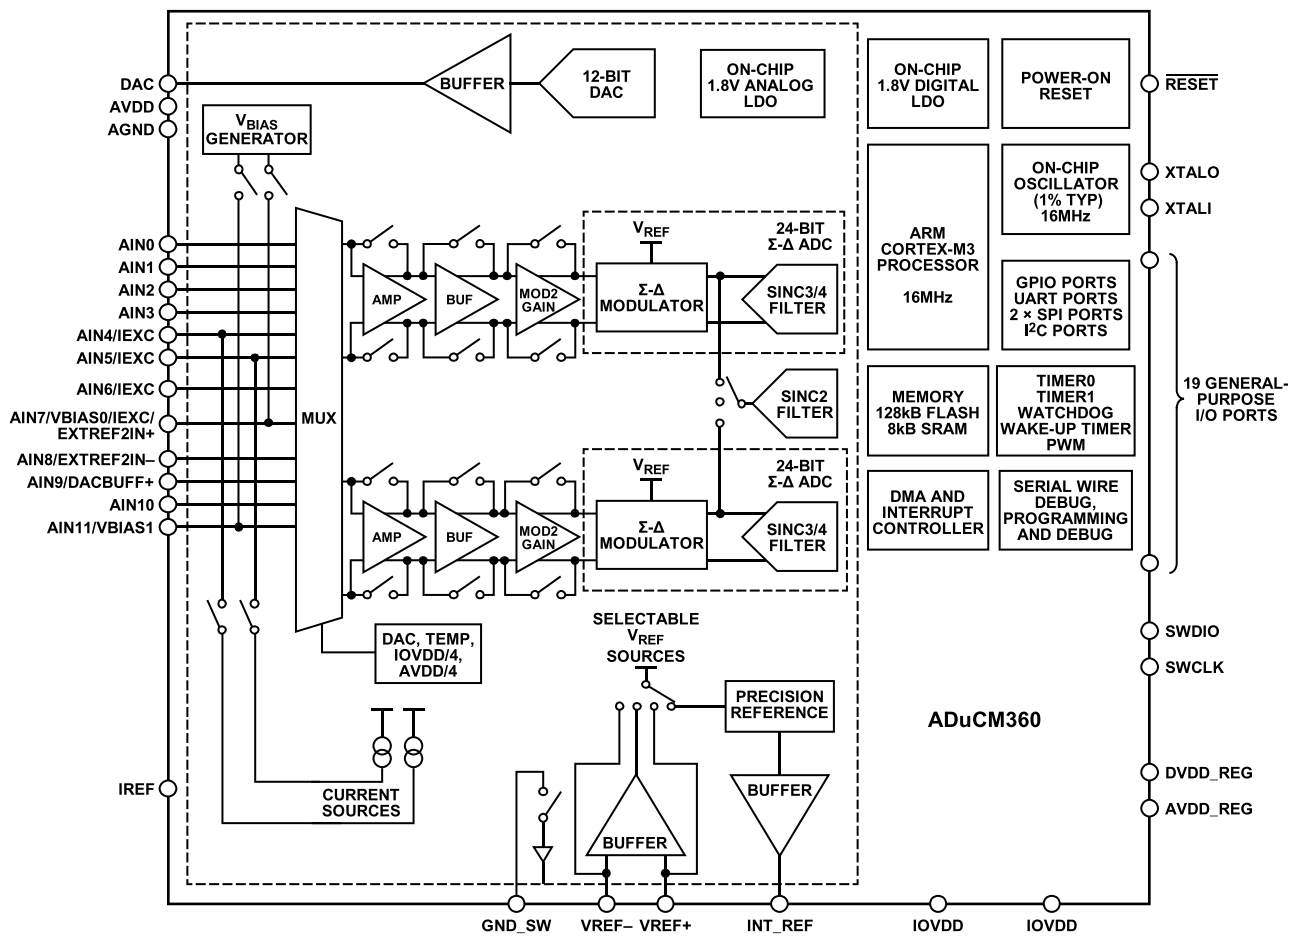 DAC
AVDD
AGND
BUFFER
12-BIT
DAC
ON-CHIP
1.8V ANALOG
LDO
ON-CHIP
1.8V DIGITAL
LDO
POWER-ON
RESET
RESET
VBIAS
GENERATOR
ARM
CORTEX-M3
PROCESSOR
16MHz
ON-CHIP
OSCILLATOR
(1% TYP)
16MHz
XTALO
XTALI
AIN0
AIN1
AIN2
AIN3
AIN4/IEXC
AIN5/IEXC
AIN6/IEXC
AIN7/VBIAS0/IEXC/
EXTREF2IN+
AIN8/EXTREF2IN–
AIN9/DACBUFF+
AIN10
AIN11/VBIAS1
MUX
AMP
BUF
MOD2
GAIN
VREF
Σ-Δ
MODULATOR
24-BIT
Σ-Δ ADC
SINC3/4
FILTER
SINC2
FILTER
AMP
BUF
MOD2
GAIN
VREF
Σ-Δ
MODULATOR
24-BIT
Σ-Δ ADC
SINC3/4
FILTER
GPIO PORTS
UART PORTS
2 × SPI PORTS
I2C PORTS
MEMORY
128kB FLASH
8kB SRAM
TIMER0
TIMER1
WATCHDOG
WAKE-UP TIMER
PWM
DMA AND
INTERRUPT
CONTROLLER
SERIAL WIRE
DEBUG,
PROGRAMMING
AND DEBUG
19 GENERAL-
PURPOSE
I/O PORTS
SWDIO
SWCLK
DAC, TEMP,
IOVDD/4,
AVDD/4
SELECTABLE
VREF
SOURCES
PRECISION
REFERENCE
ADuCM360
IREF
CURRENT
SOURCES
BUFFER
BUFFER
DVDD_REG
AVDD_REG
GND_SW
VREF–
VREF+
INT_REF
IOVDD
IOVDD